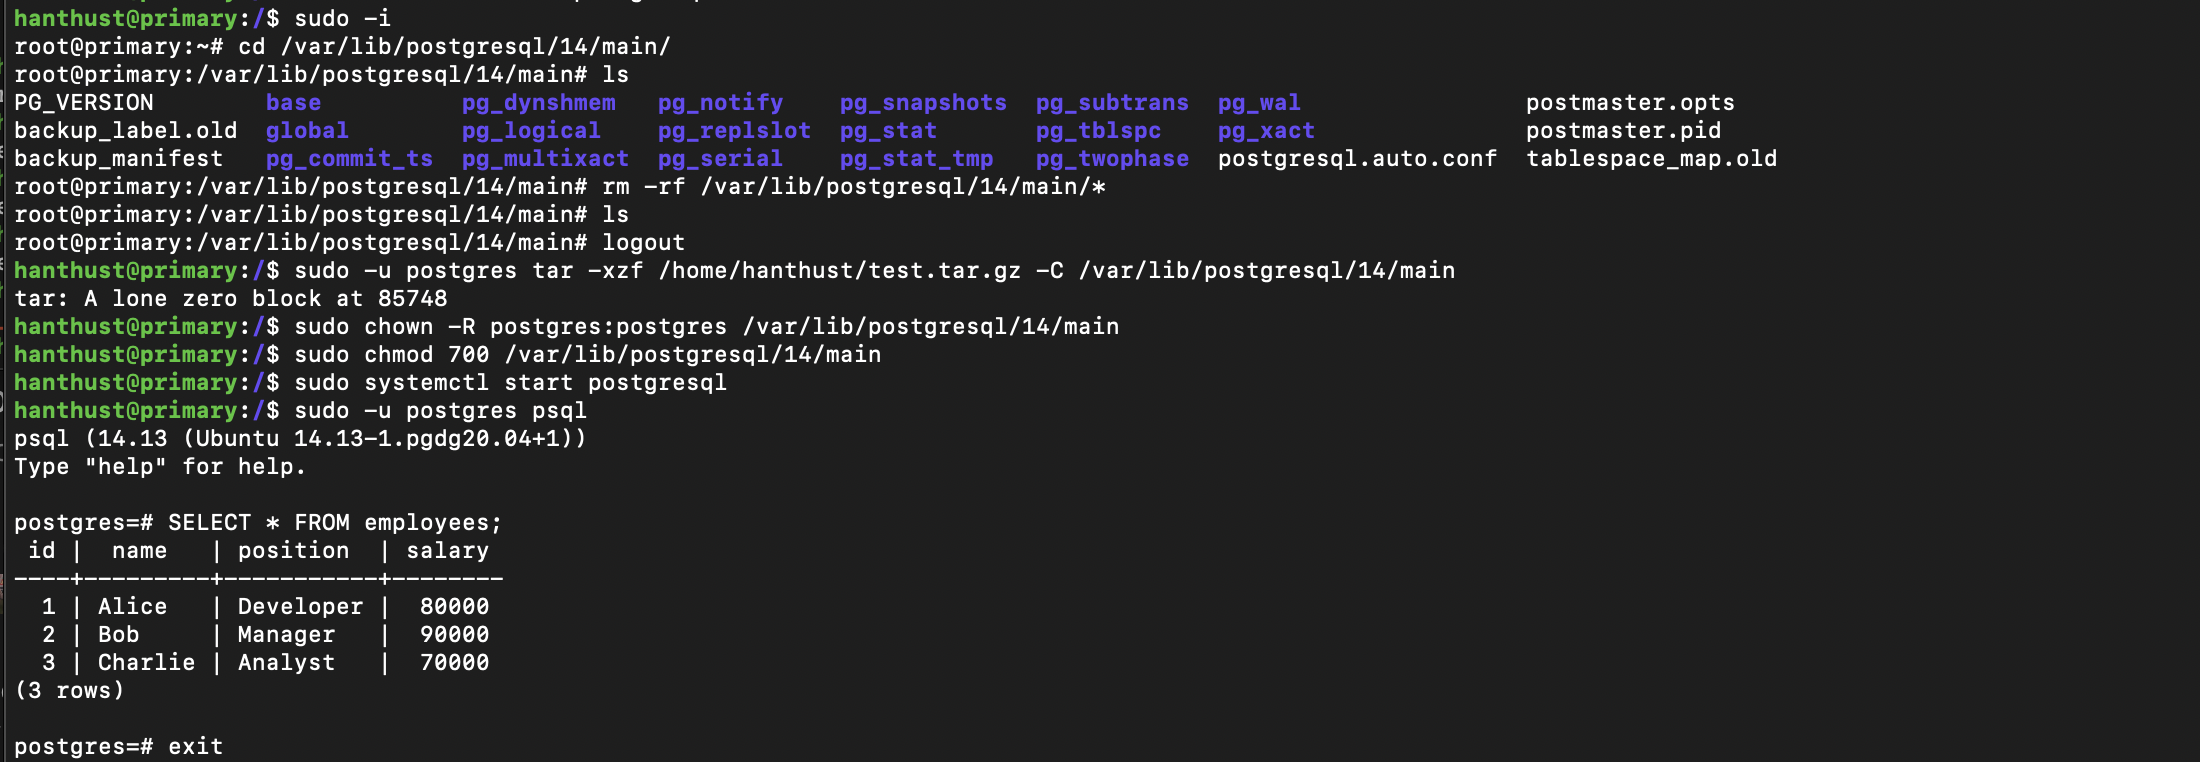 hanthust@primary:/$ sudo -i
root@primary:~# cd /var/lib/postgresql/14/main/
root@primary:/var/lib/postgresql/14/main# ls
PG_VERSION        base          pg_dynshmem   pg_notify    pg_snapshots  pg_subtrans  pg_wal                postmaster.opts
backup_label.old  global        pg_logical    pg_replslot  pg_stat       pg_tblspc    pg_xact               postmaster.pid
backup_manifest   pg_commit_ts  pg_multixact  pg_serial    pg_stat_tmp   pg_twophase  postgresql.auto.conf  tablespace_map.old
root@primary:/var/lib/postgresql/14/main# rm -rf /var/lib/postgresql/14/main/*
root@primary:/var/lib/postgresql/14/main# ls
root@primary:/var/lib/postgresql/14/main# logout
hanthust@primary:/$ sudo -u postgres tar -xzf /home/hanthust/test.tar.gz -C /var/lib/postgresql/14/main
tar: A lone zero block at 85748
hanthust@primary:/$ sudo chown -R postgres:postgres /var/lib/postgresql/14/main
hanthust@primary:/$ sudo chmod 700 /var/lib/postgresql/14/main
hanthust@primary:/$ sudo systemctl start postgresql
hanthust@primary:/$ sudo -u postgres psql
psql (14.13 (Ubuntu 14.13-1.pgdg20.04+1))
Type "help" for help.
postgres=# SELECT * FROM employees;
 id |  name   | position  | salary
----+---------+-----------+--------
  1 | Alice   | Developer |  80000
  2 | Bob     | Manager   |  90000
  3 | Charlie | Analyst   |  70000
(3 rows)
postgres=# exit